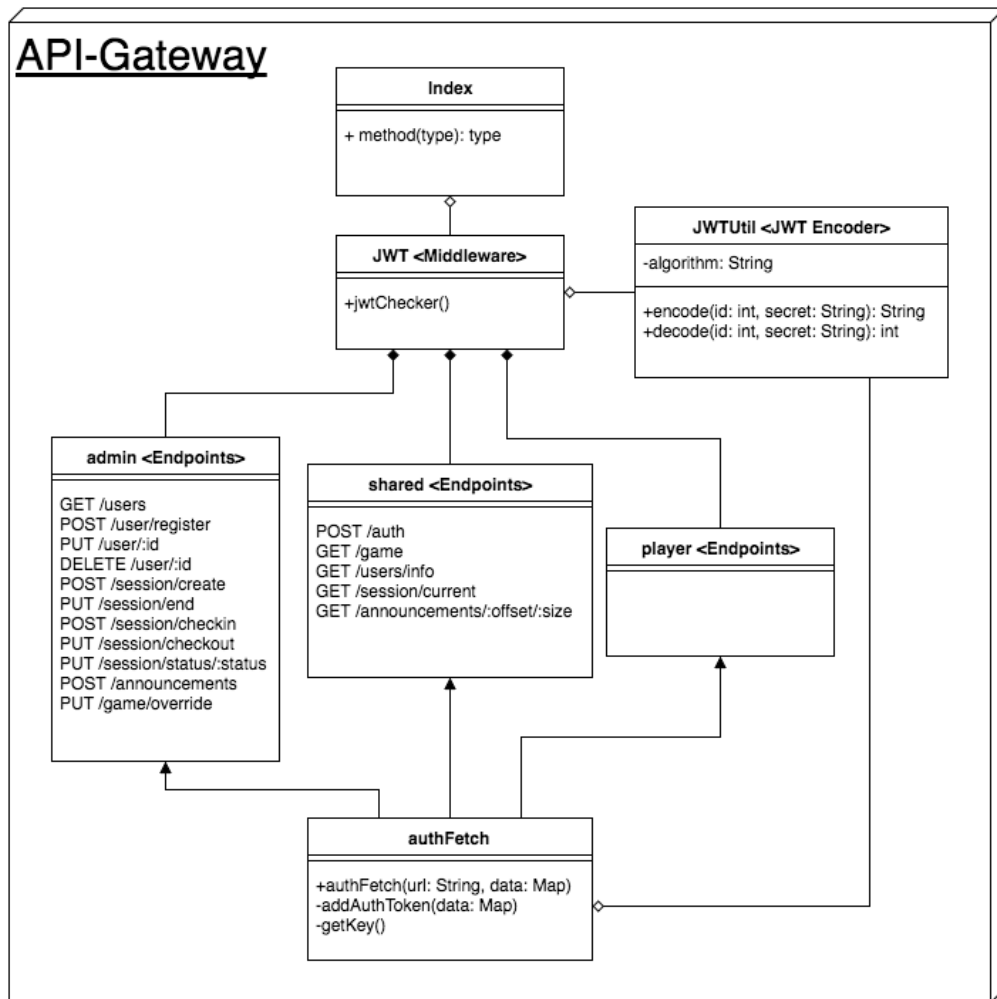 API-Gateway
Index
+ method(type): type
JWTUtil <JWT Encoder>
-algorithm: String
+encode(id: int, secret: String): String
+decode(id: int, secret: String): int
JWT <Middleware>
+jwtChecker()
admin <Endpoints>
GET /users
POST /user/register
PUT /user/:id
DELETE /user/:id
POST /session/create
PUT /session/end
POST /session/checkin
PUT /session/checkout
PUT /session/status/:status
POST /announcements
PUT /game/override
shared <Endpoints>
POST /auth
GET /game
GET /users/info
GET /session/current
GET /announcements/:offset/:size
player <Endpoints>
authFetch
+authFetch(url: String, data: Map)
-addAuthToken(data: Map)
-getKey()